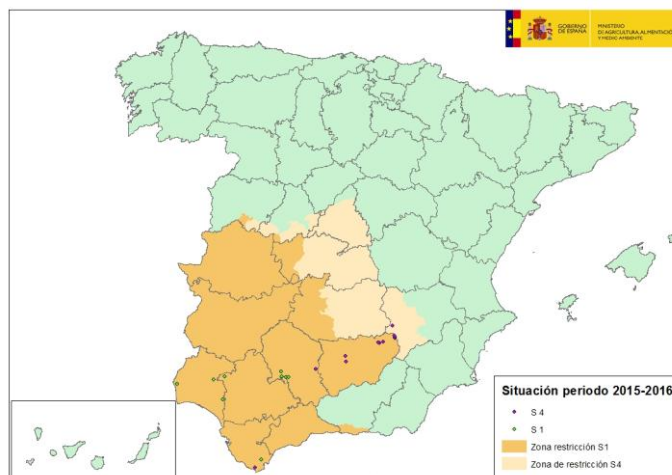 GOBIERNO
DE ESPAÑA
MINISTERIO
DE AGRICULTURA, ALIMENTACIÓ
Y MEDIO AMBIENTE
Situación periodo 2015-2016
S 4
S 1
Zona restricción S1
Zona de restricción S4